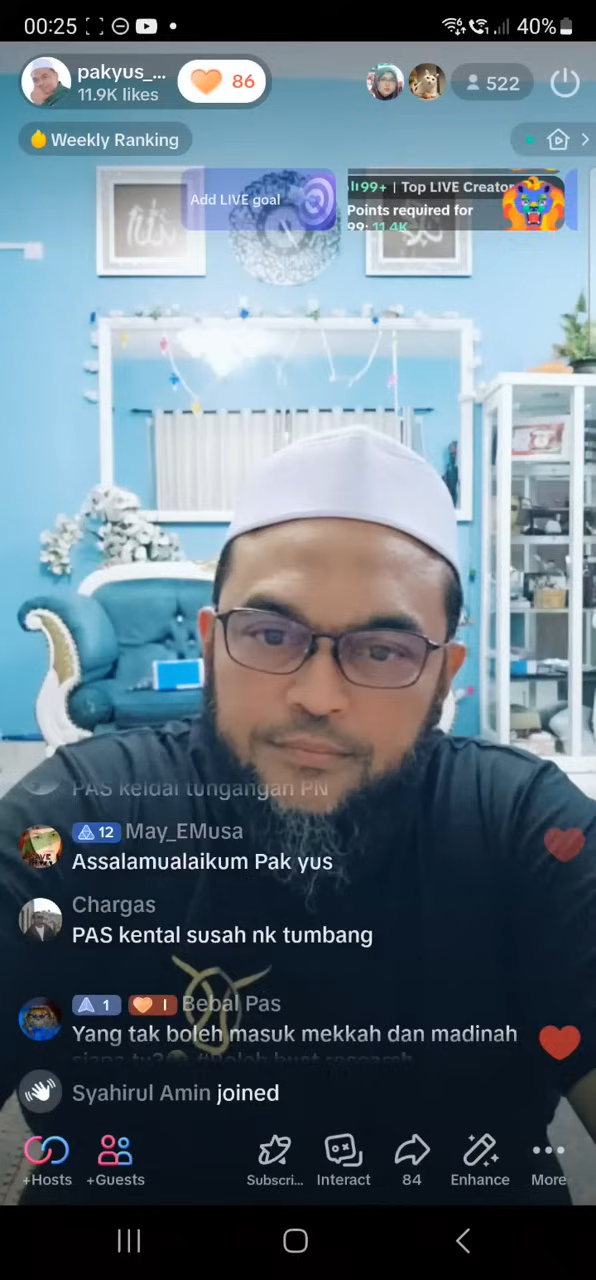 00:25
40%
pakyus_...
11.9K likes
86
522
Weekly Ranking
Add LIVE goal
99+ | Top LIVE Creator
Points required for
99: 11.4K
PAS keldai tunggangan PN
12 May_EMusa
Assalamualaikum Pak yus
Chargas
PAS kental susah nk tumbang
1 I Bebal Pas
Yang tak boleh masuk mekkah dan madinah
Syahirul Amin joined
+Hosts
+Guests
Subscri...
Interact
84
Enhance
More